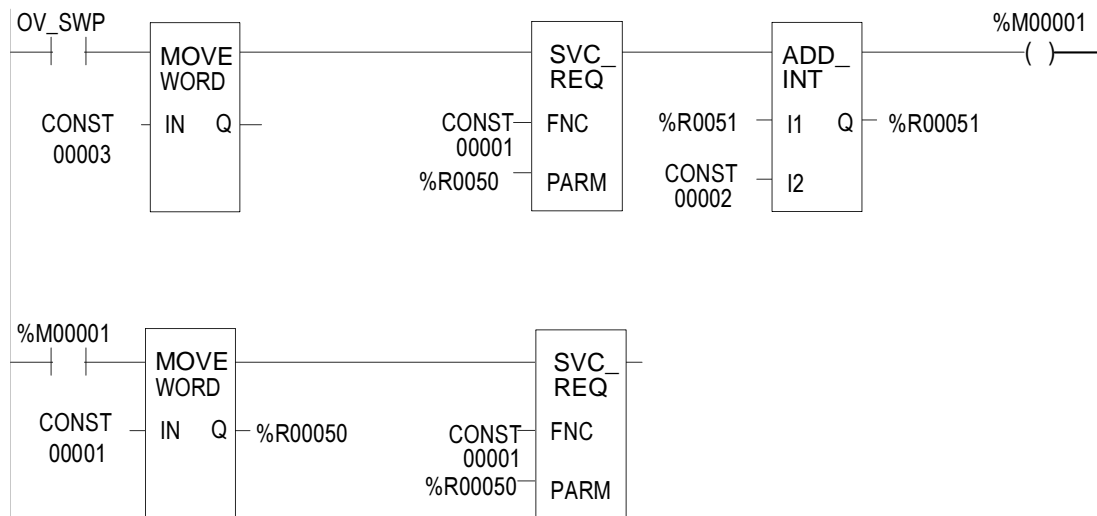 OV_SWP
%M00001
MOVE
WORD
SVC_
REQ
ADD_
INT
( )
CONST
00003
IN Q
CONST
00001
FNC
%R0051
I1 Q
%R00051
%R0050
PARM
CONST
00002
I2
%M00001
MOVE
WORD
SVC_
REQ
CONST
00001
IN Q
%R00050
CONST
00001
FNC
%R00050
PARM